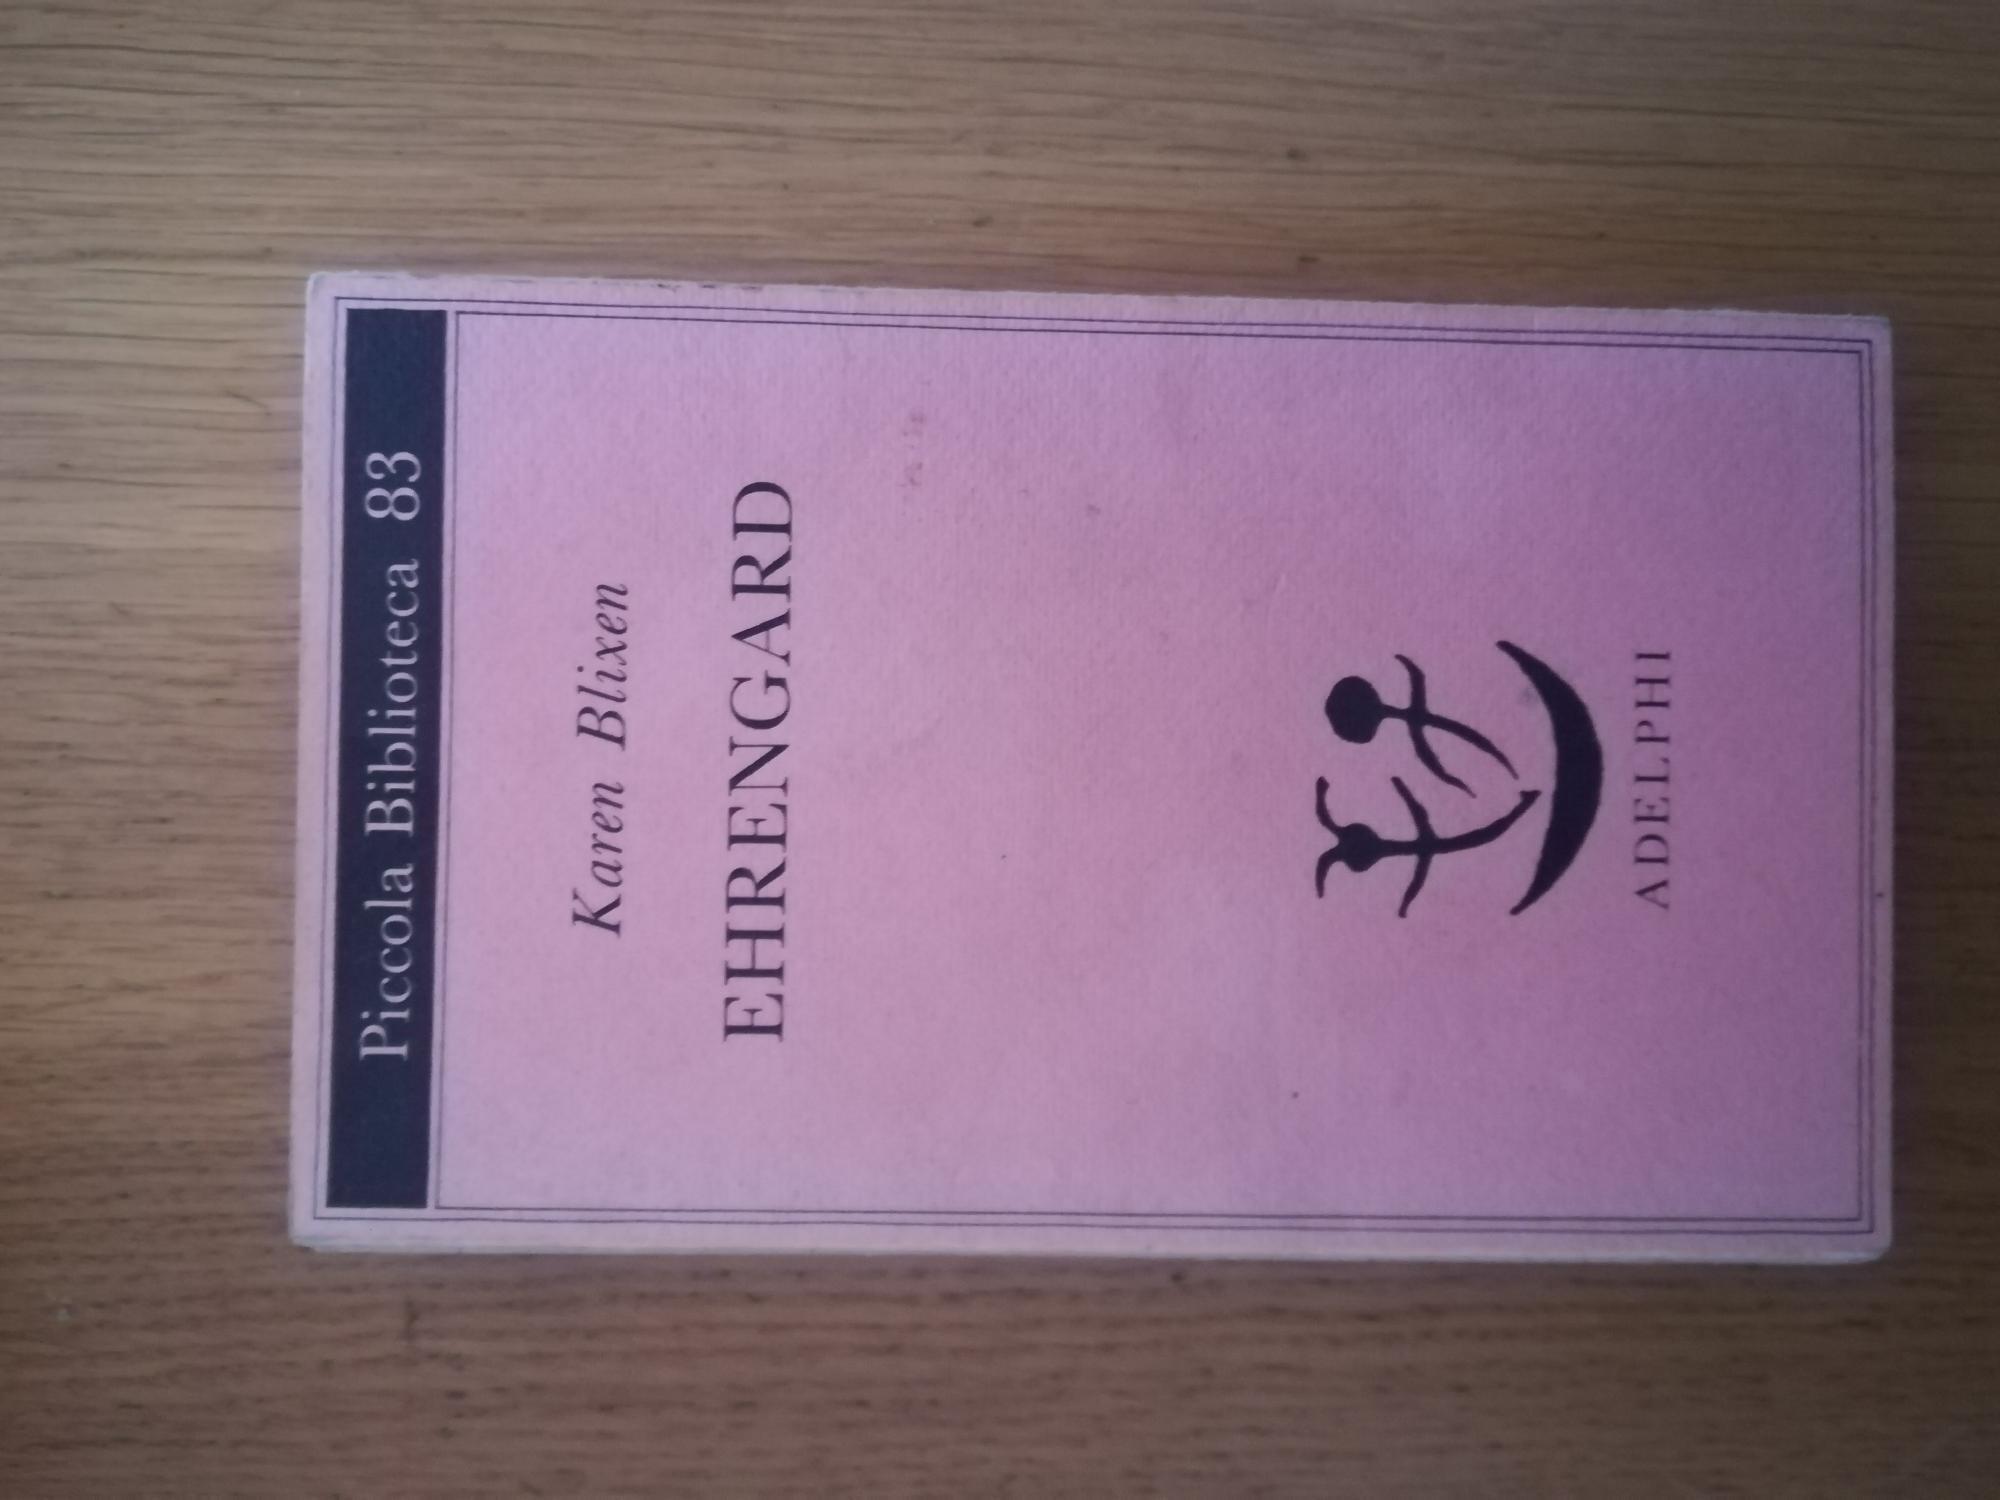 Piccola Biblioteca 83
Karen Blixen
EHRENGARD
ADELPHI